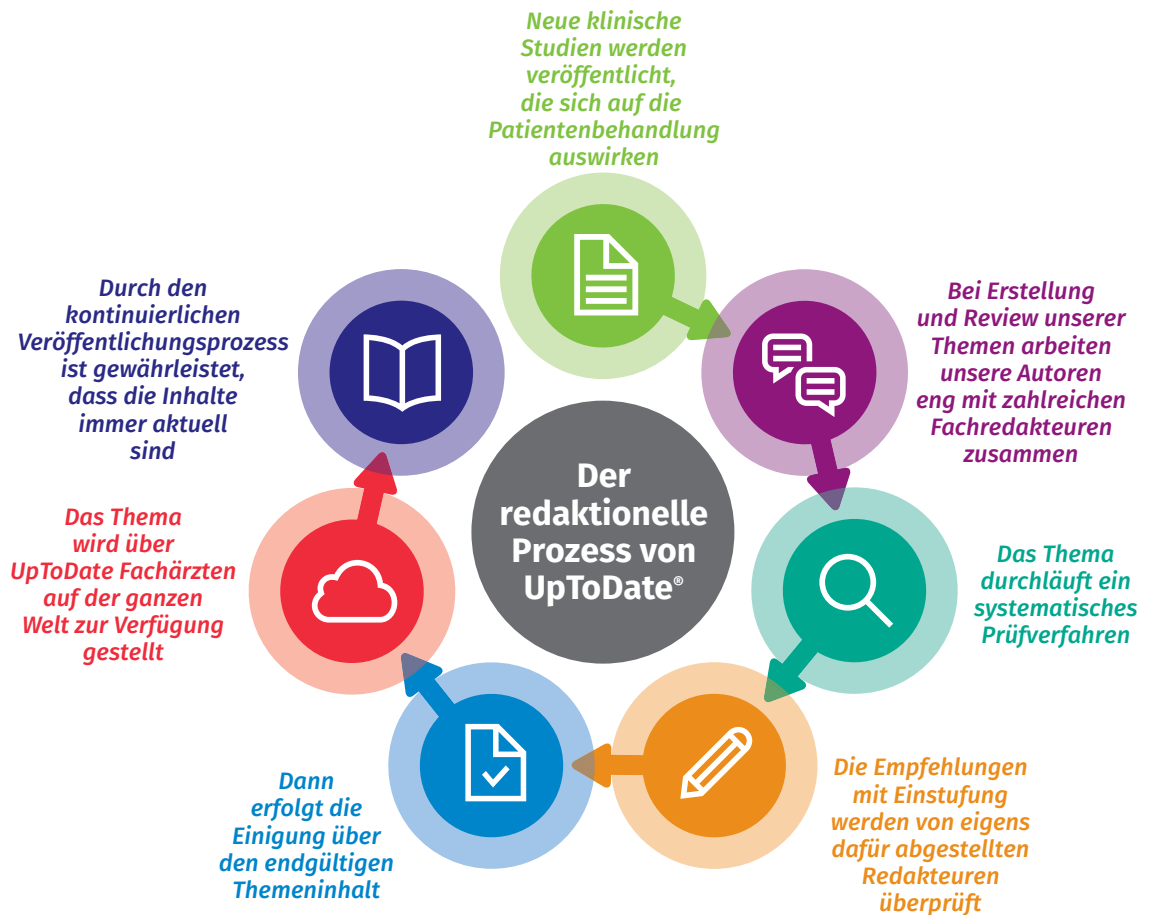 Neue klinische
Studien werden
veröffentlicht,
die sich auf die
Patientenbehandlung
auswirken
Bei Erstellung
und Review unserer
Themen arbeiten
unsere Autoren
eng mit zahlreichen
Fachredakteuren
zusammen
Das Thema
durchläuft ein
systematisches
Prüfverfahren
Die Empfehlungen
mit Einstufung
werden von eigens
dafür abgestellten
Redakteuren
überprüft
Dann
erfolgt die
Einigung über
den endgültigen
Themeninhalt
Das Thema
wird über
UpToDate Fachärzten
auf der ganzen
Welt zur Verfügung
gestellt
Durch den
kontinuierlichen
Veröffentlichungsprozess
ist gewährleistet,
dass die Inhalte
immer aktuell
sind
Der
redaktionelle
Prozess von
UpToDate®